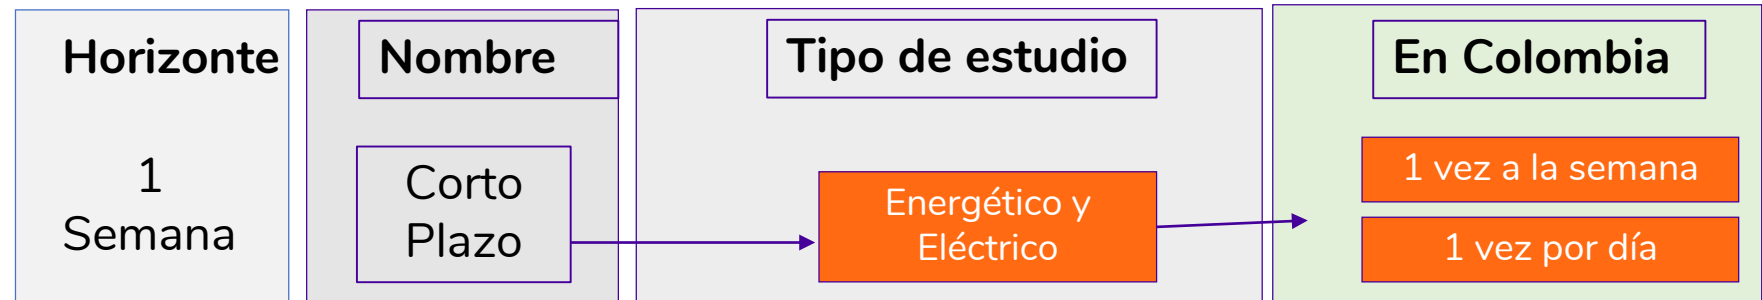 Horizonte
Nombre
Tipo de estudio
En Colombia
1
Semana
Corto
Plazo
Energético y
Eléctrico
1 vez a la semana
1 vez por día